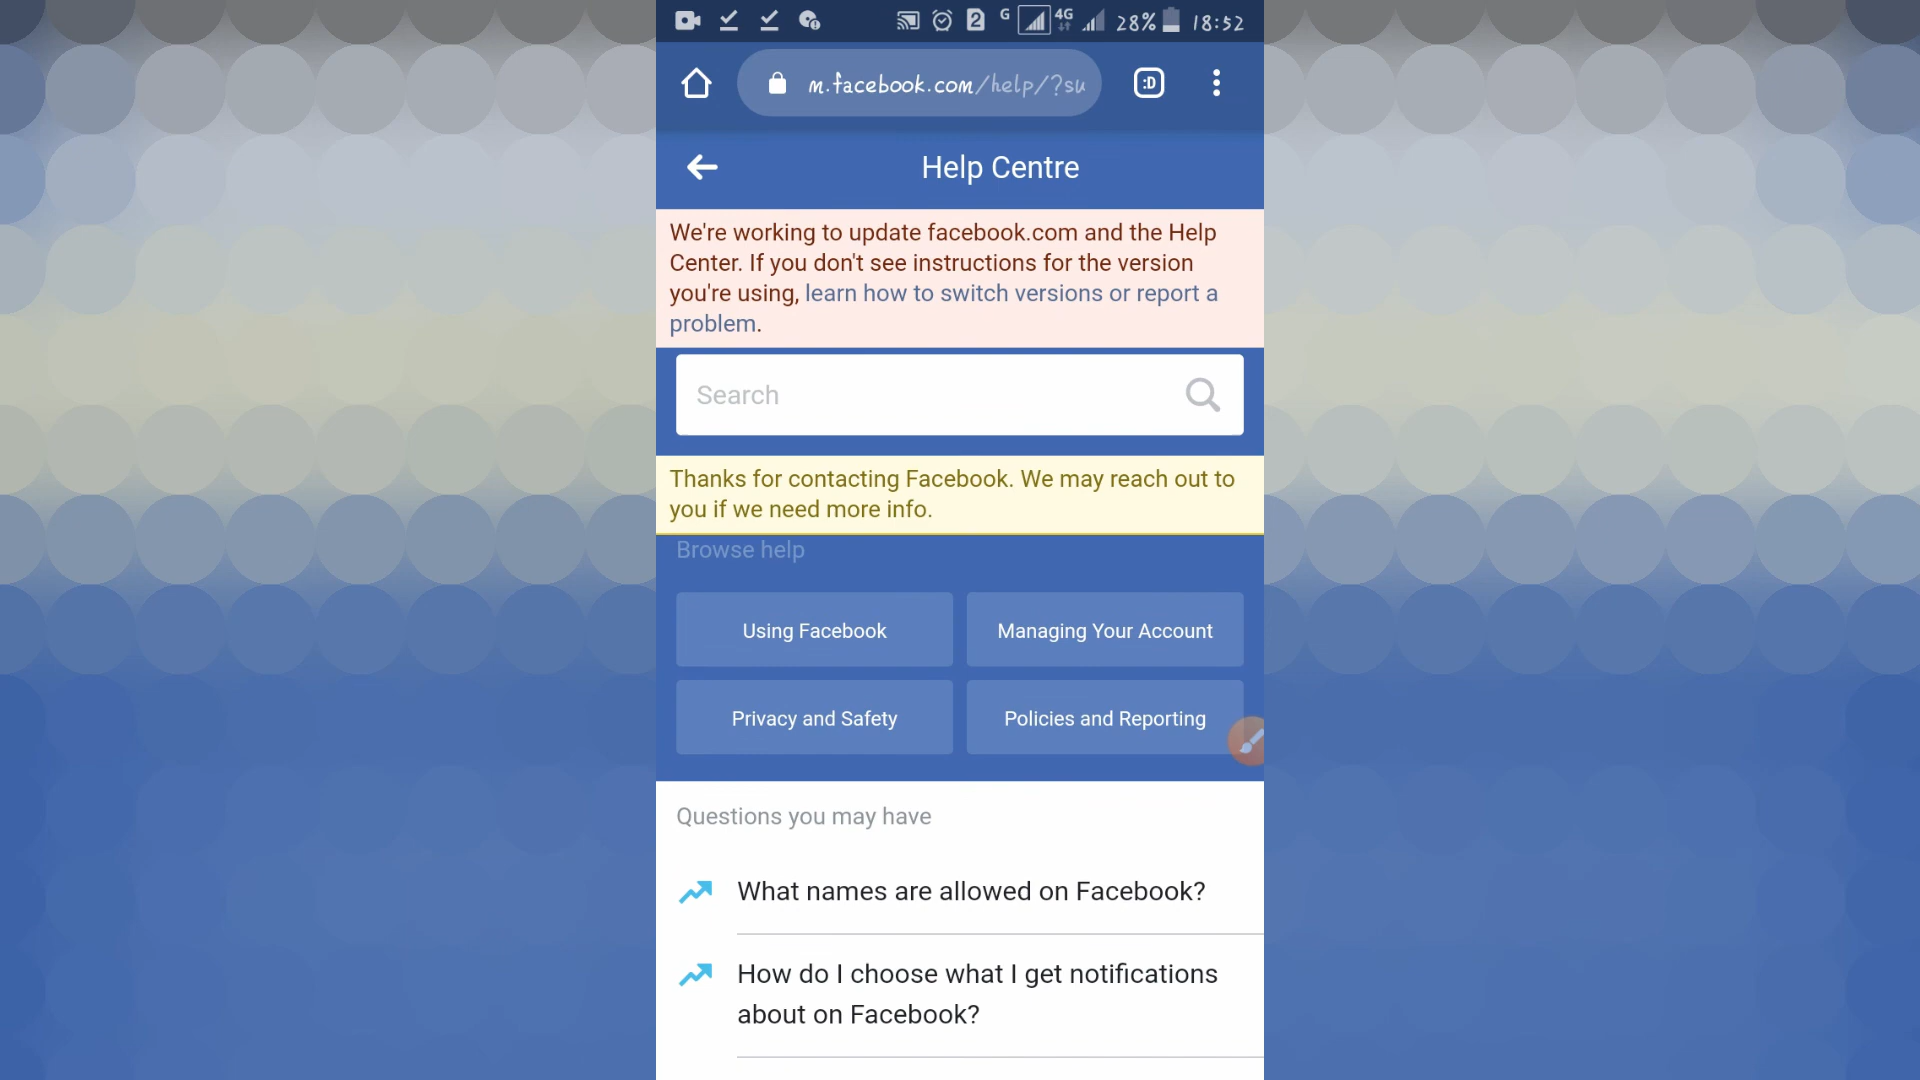 2 G 4G 28% 18:52
m.facebook.com/help/?su :D
Help Centre
We're working to update facebook.com and the Help
Center. If you don't see instructions for the version
you're using, learn how to switch versions or report a
problem.
Search
Thanks for contacting Facebook. We may reach out to
you if we need more info.
Browse help
Using Facebook Managing Your Account
Privacy and Safety Policies and Reporting
Questions you may have
What names are allowed on Facebook?
How do I choose what I get notifications
about on Facebook?